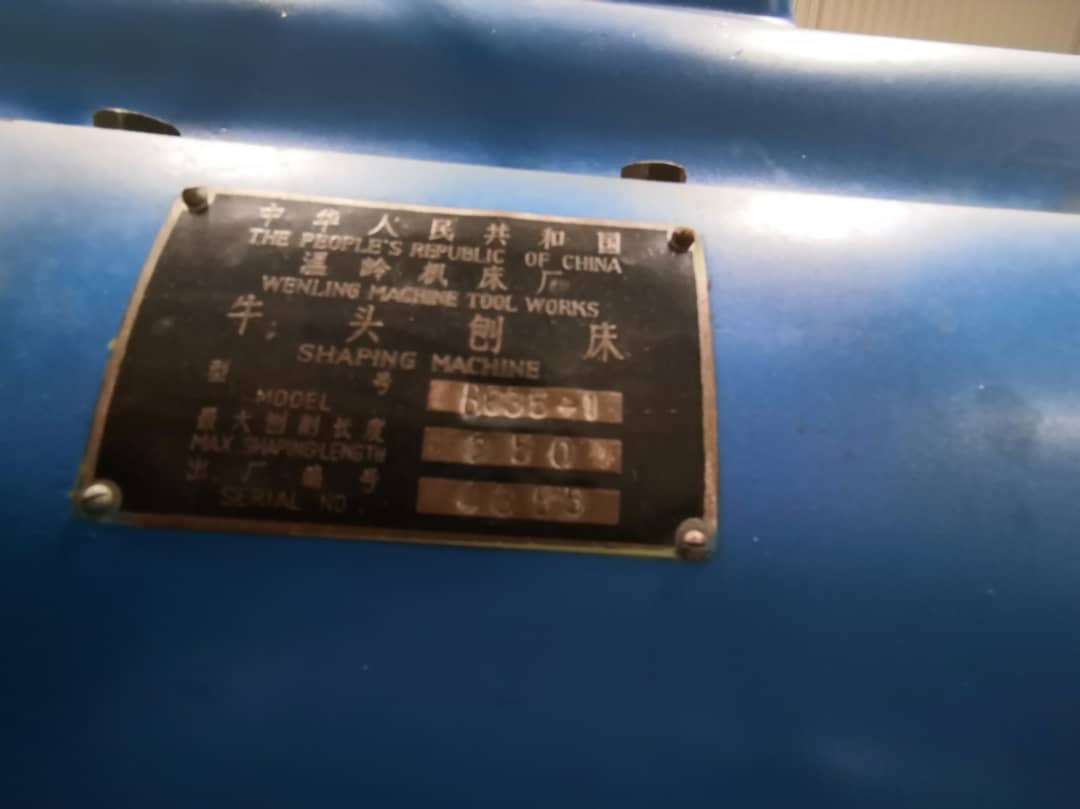 中华人民共和国
THE PEOPLE'S REPUBLIC OF CHINA
温岭机床厂
WENLING MACHINE TOOL WORKS
牛头刨床
SHAPING MACHINE
型号
MODEL
最大刨削长度
MAX SHAPING LENGTH
650
出厂编号
SERIAL NO